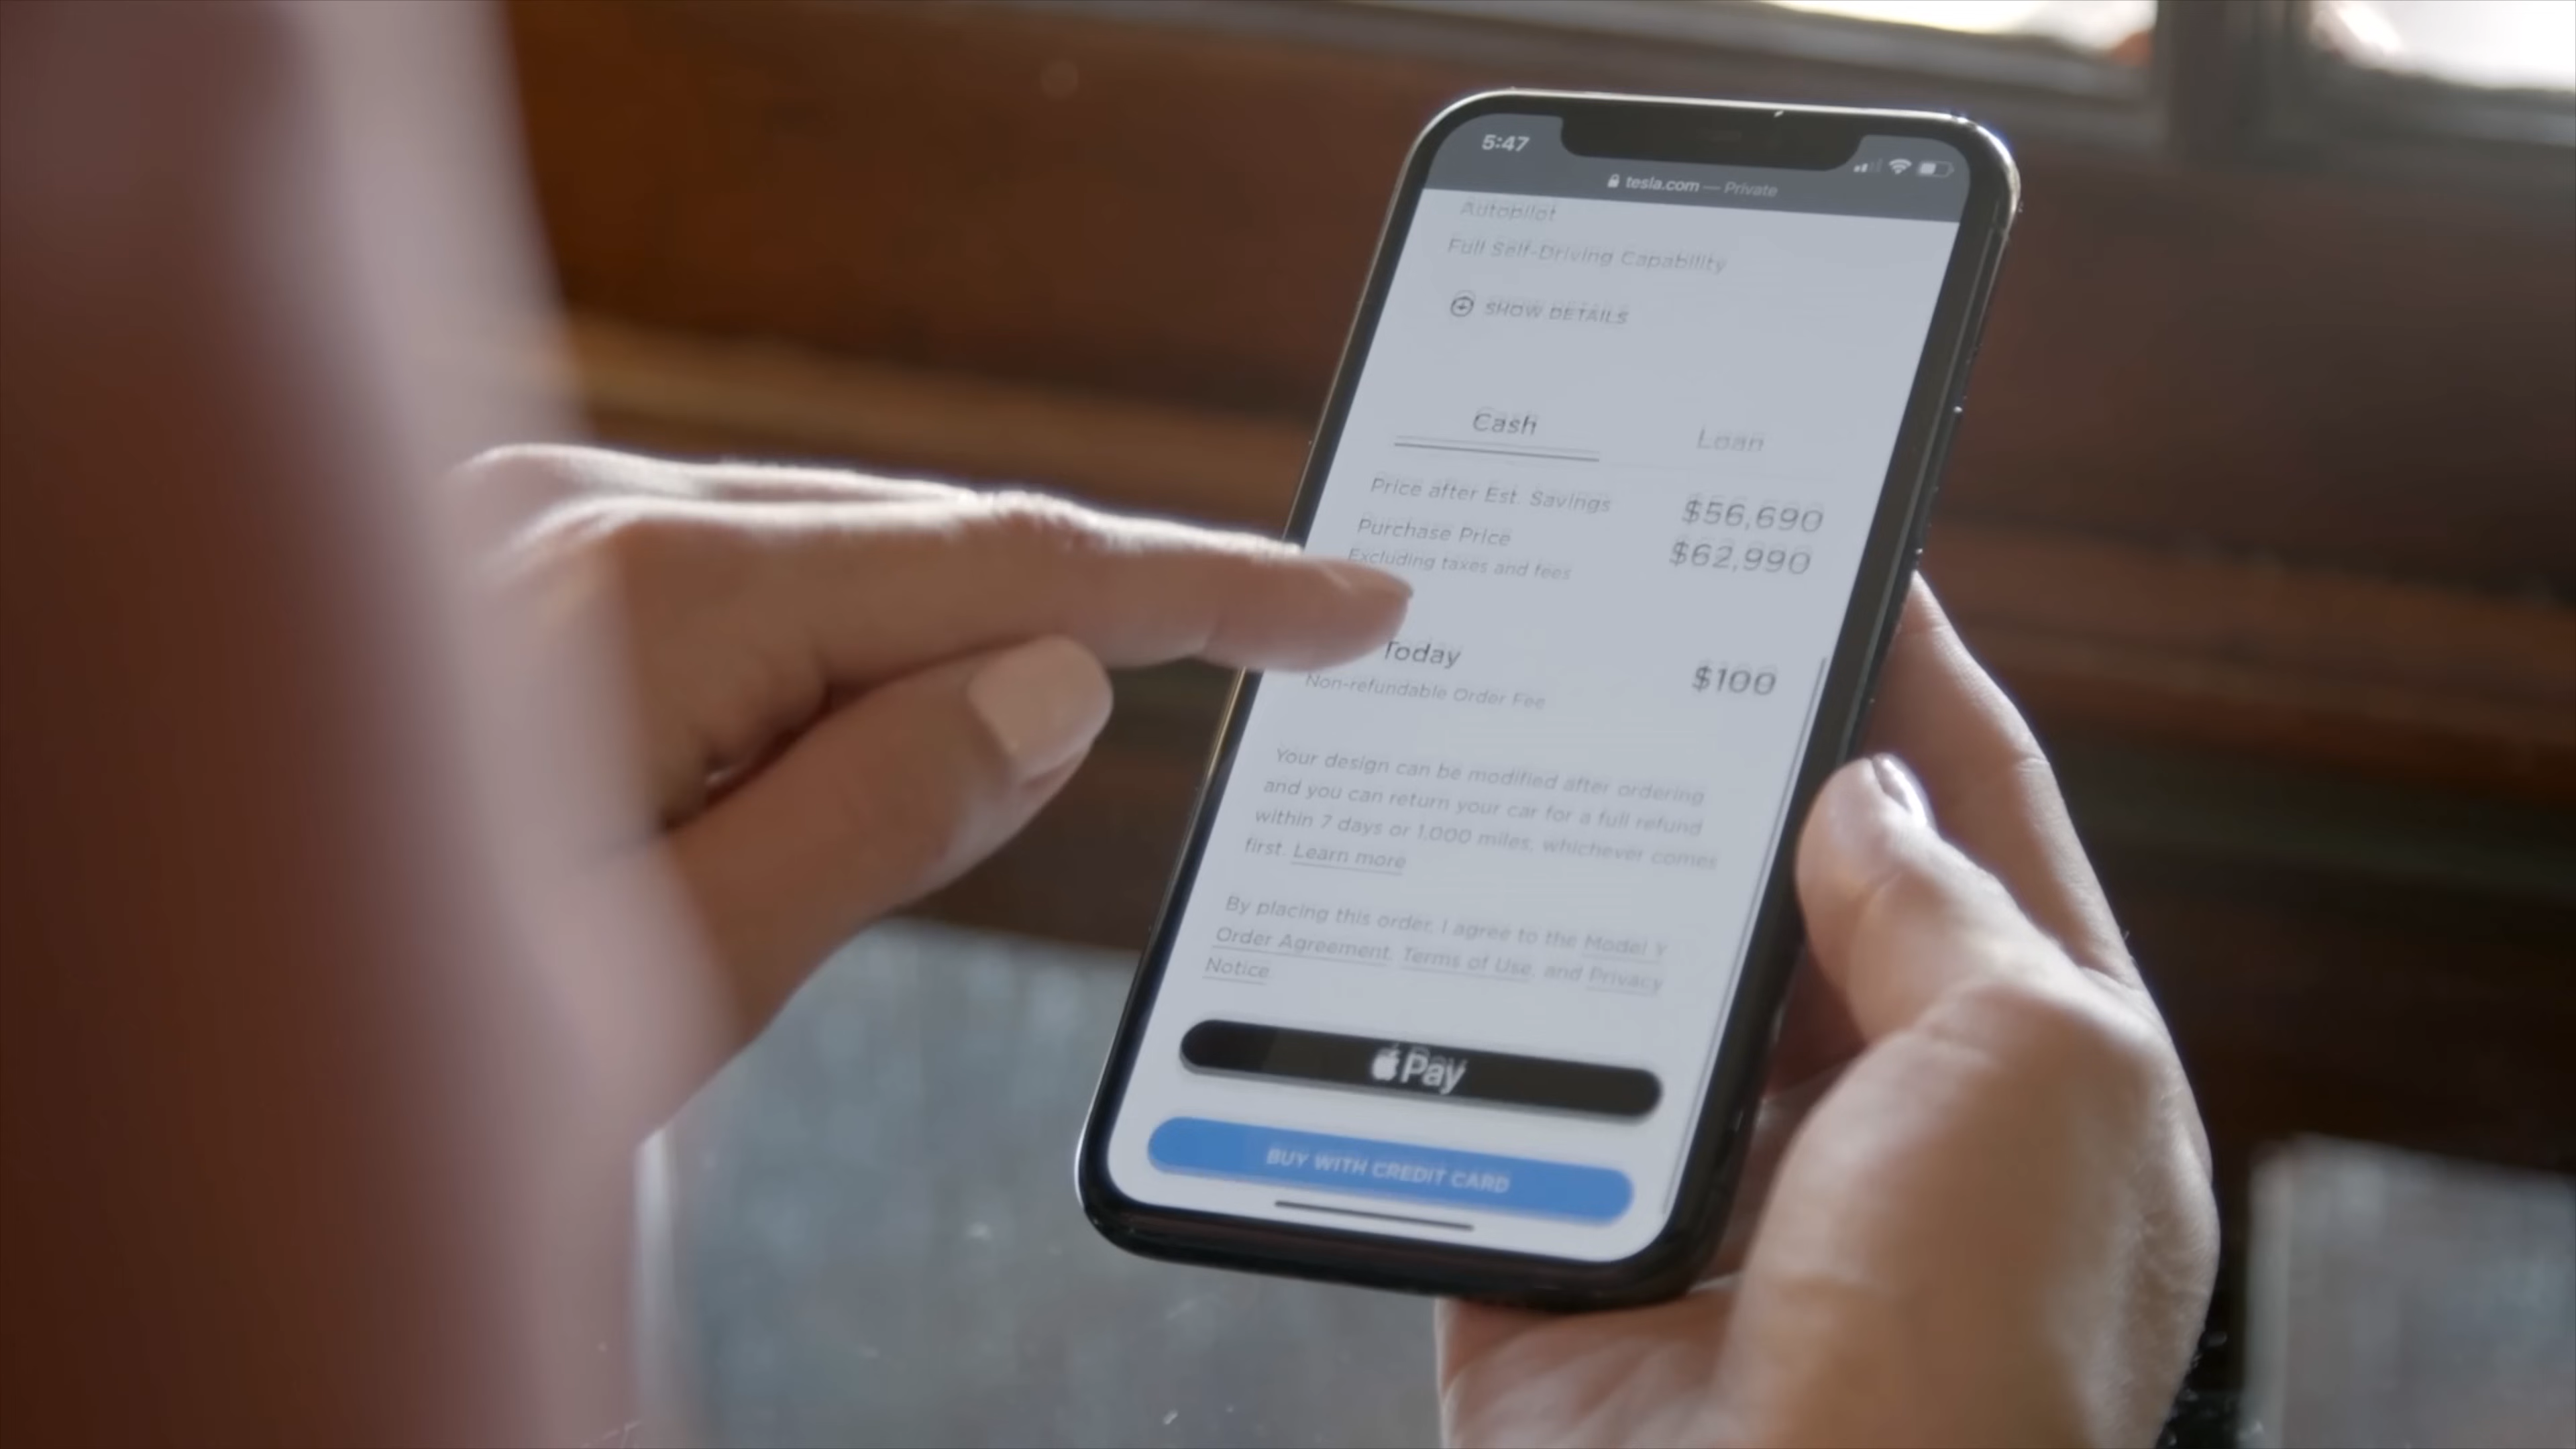 5:47
tesla.com — Private
Autopilot
Full Self-Driving Capability
SHOW DETAILS
Cash Loan
Price after Est. Savings $56,690
Purchase Price $62,990
Excluding taxes and fees
Today $100
Non-refundable Order Fee
Your design can be modified after ordering
and you can return your car for a full refund
within 7 days or 1,000 miles, whichever comes
first. Learn more
By placing this order, I agree to the Model Y
Order Agreement, Terms of Use, and Privacy
Notice
Pay
BUY WITH CREDIT CARD